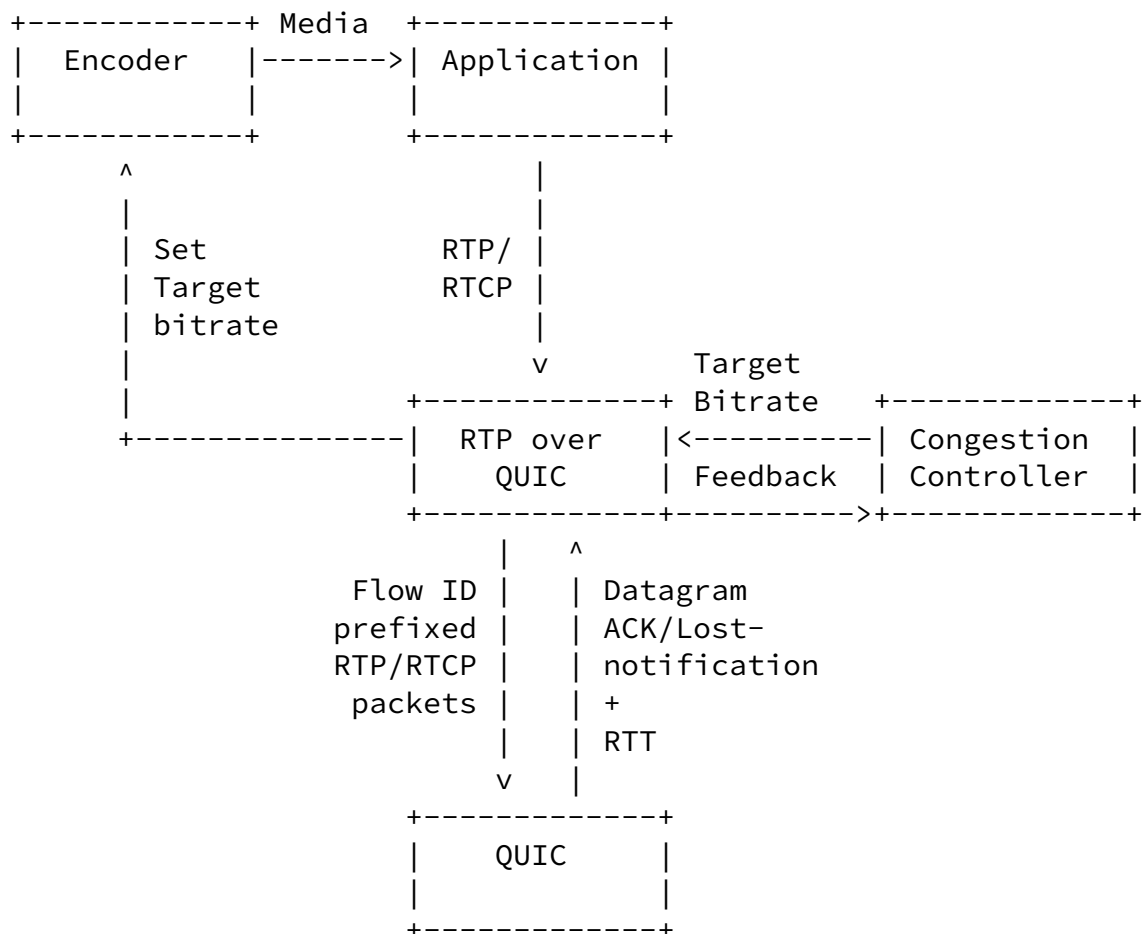 Media
Encoder
Application
Set
Target
bitrate
RTP/
RTCP
Target
Bitrate
RTP over
QUIC
Feedback
Congestion
Controller
Flow ID
prefixed
RTP/RTCP
packets
Datagram
ACK/Lost-
notification
+
RTT
QUIC